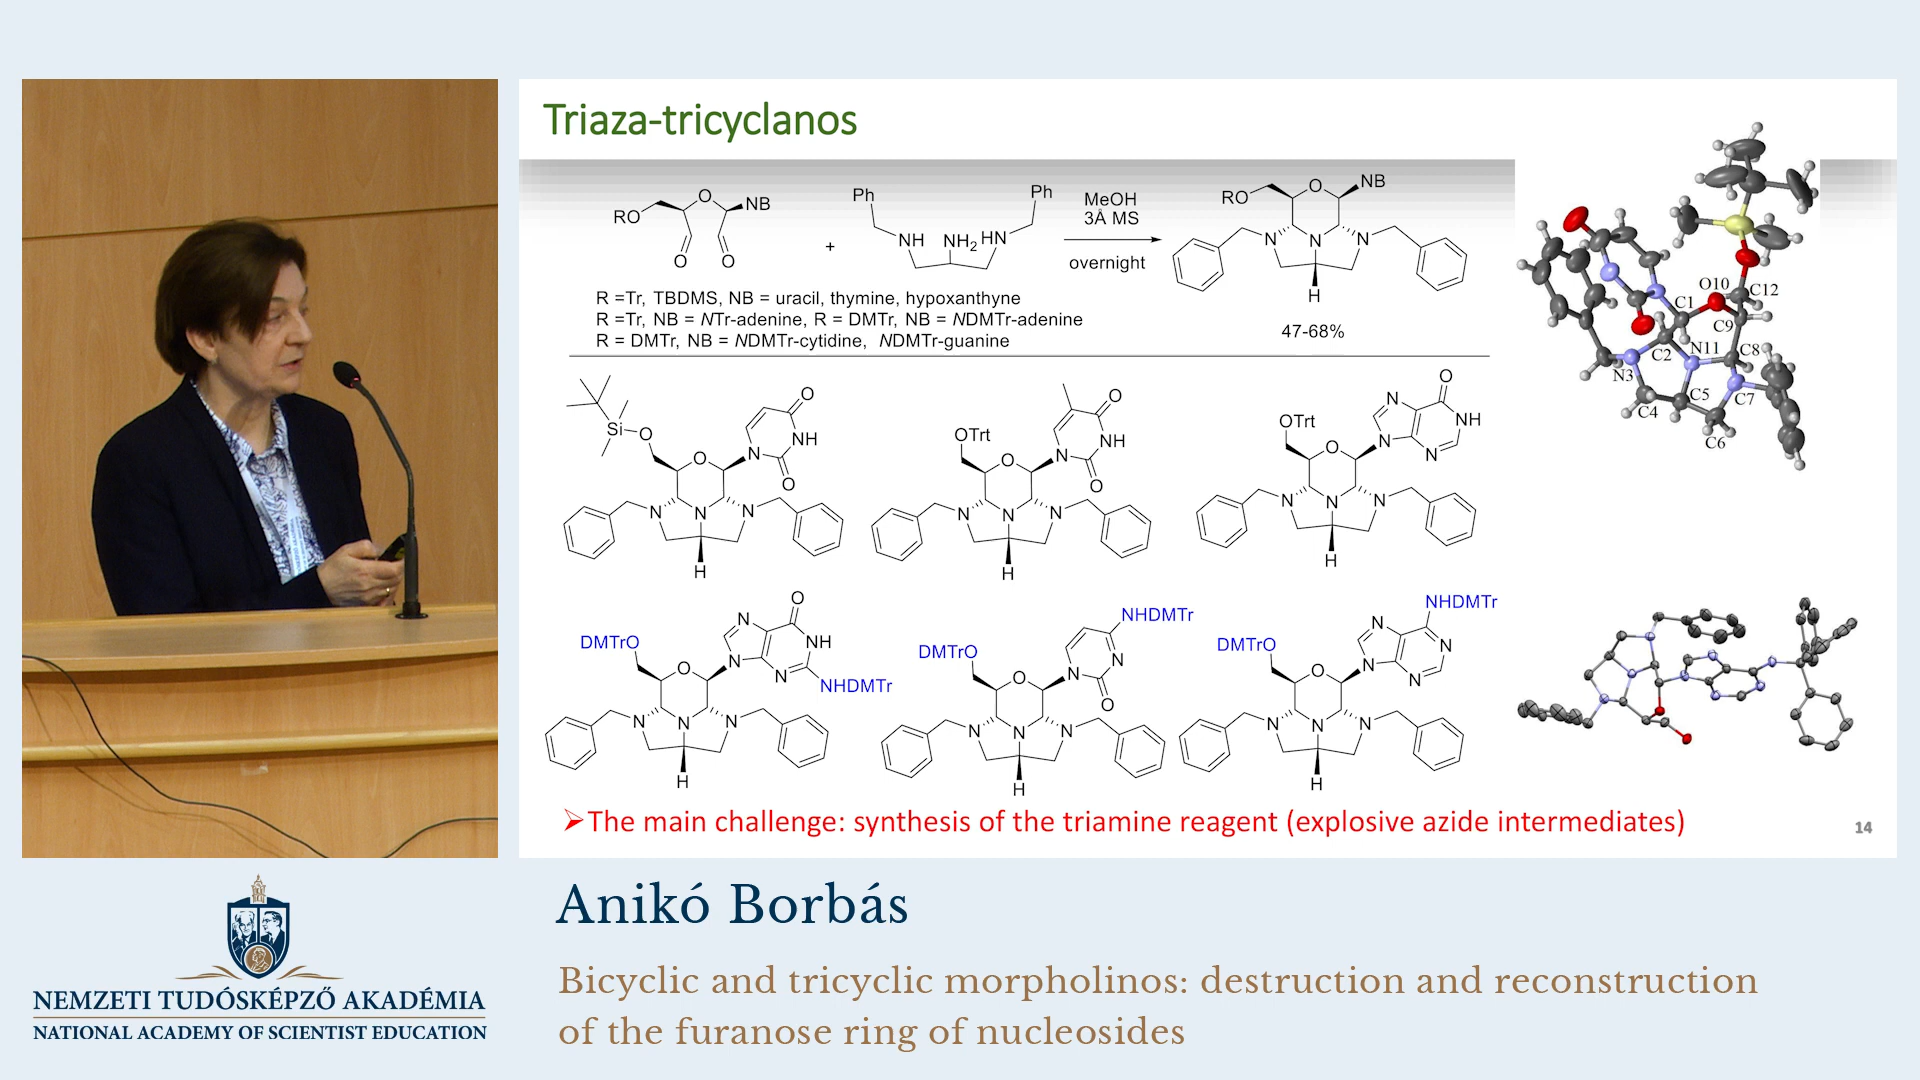 Triaza-tricyclanos
RO
O
NB
O
O
+
Ph
NH
NH2
HN
Ph
MeOH
3Å MS
overnight
RO
O
NB
N
N
N
H
47-68%
R =Tr, TBDMS, NB = uracil, thymine, hypoxanthyne
R =Tr, NB = NTr-adenine, R = DMTr, NB = NDMTr-adenine
R = DMTr, NB = NDMTr-cytidine, NDMTr-guanine
Si
O
O
N
NH
O
O
N
N
N
H
OTrt
O
N
NH
O
O
N
N
N
H
OTrt
O
N
N
O
NH
N
N
N
N
H
DMTrO
O
N
N
O
NH
N
NHDMTr
N
N
N
H
DMTrO
O
N
NHDMTr
N
O
N
N
N
H
DMTrO
O
N
N
NHDMTr
N
N
N
N
N
H
O10
C12
C1
C9
N11
C8
C2
N3
C5
C7
C4
C6
➢The main challenge: synthesis of the triamine reagent (explosive azide intermediates)
14
Anikó Borbás
Bicyclic and tricyclic morpholinos: destruction and reconstruction
of the furanose ring of nucleosides
NEMZETI TUDÓSKÉPZŐ AKADÉMIA
NATIONAL ACADEMY OF SCIENTIST EDUCATION